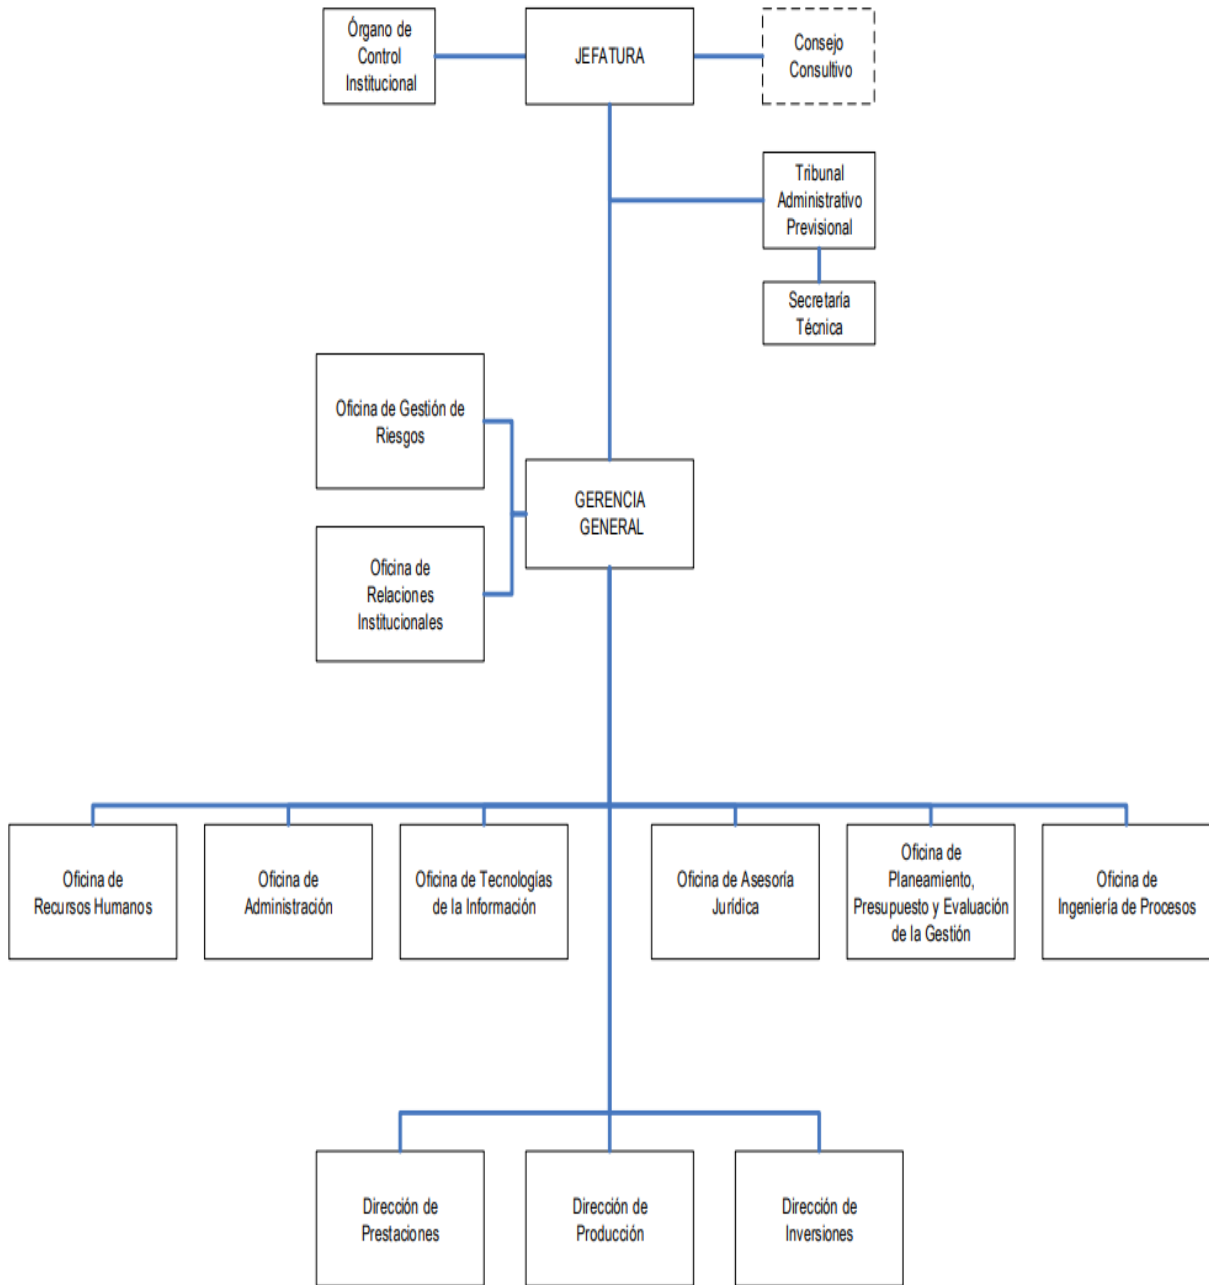 Órgano de
Control
Institucional
JEFATURA
Consejo
Consultivo
Tribunal
Administrativo
Previsional
Secretaría
Técnica
Oficina de Gestión de
Riesgos
GERENCIA
GENERAL
Oficina de
Relaciones
Institucionales
Oficina de
Recursos Humanos
Oficina de
Administración
Oficina de Tecnologías
de la Información
Oficina de Asesoría
Jurídica
Oficina de
Planeamiento,
Presupuesto y Evaluación
de la Gestión
Oficina de
Ingeniería de Procesos
Dirección de
Prestaciones
Dirección de
Producción
Dirección de
Inversiones